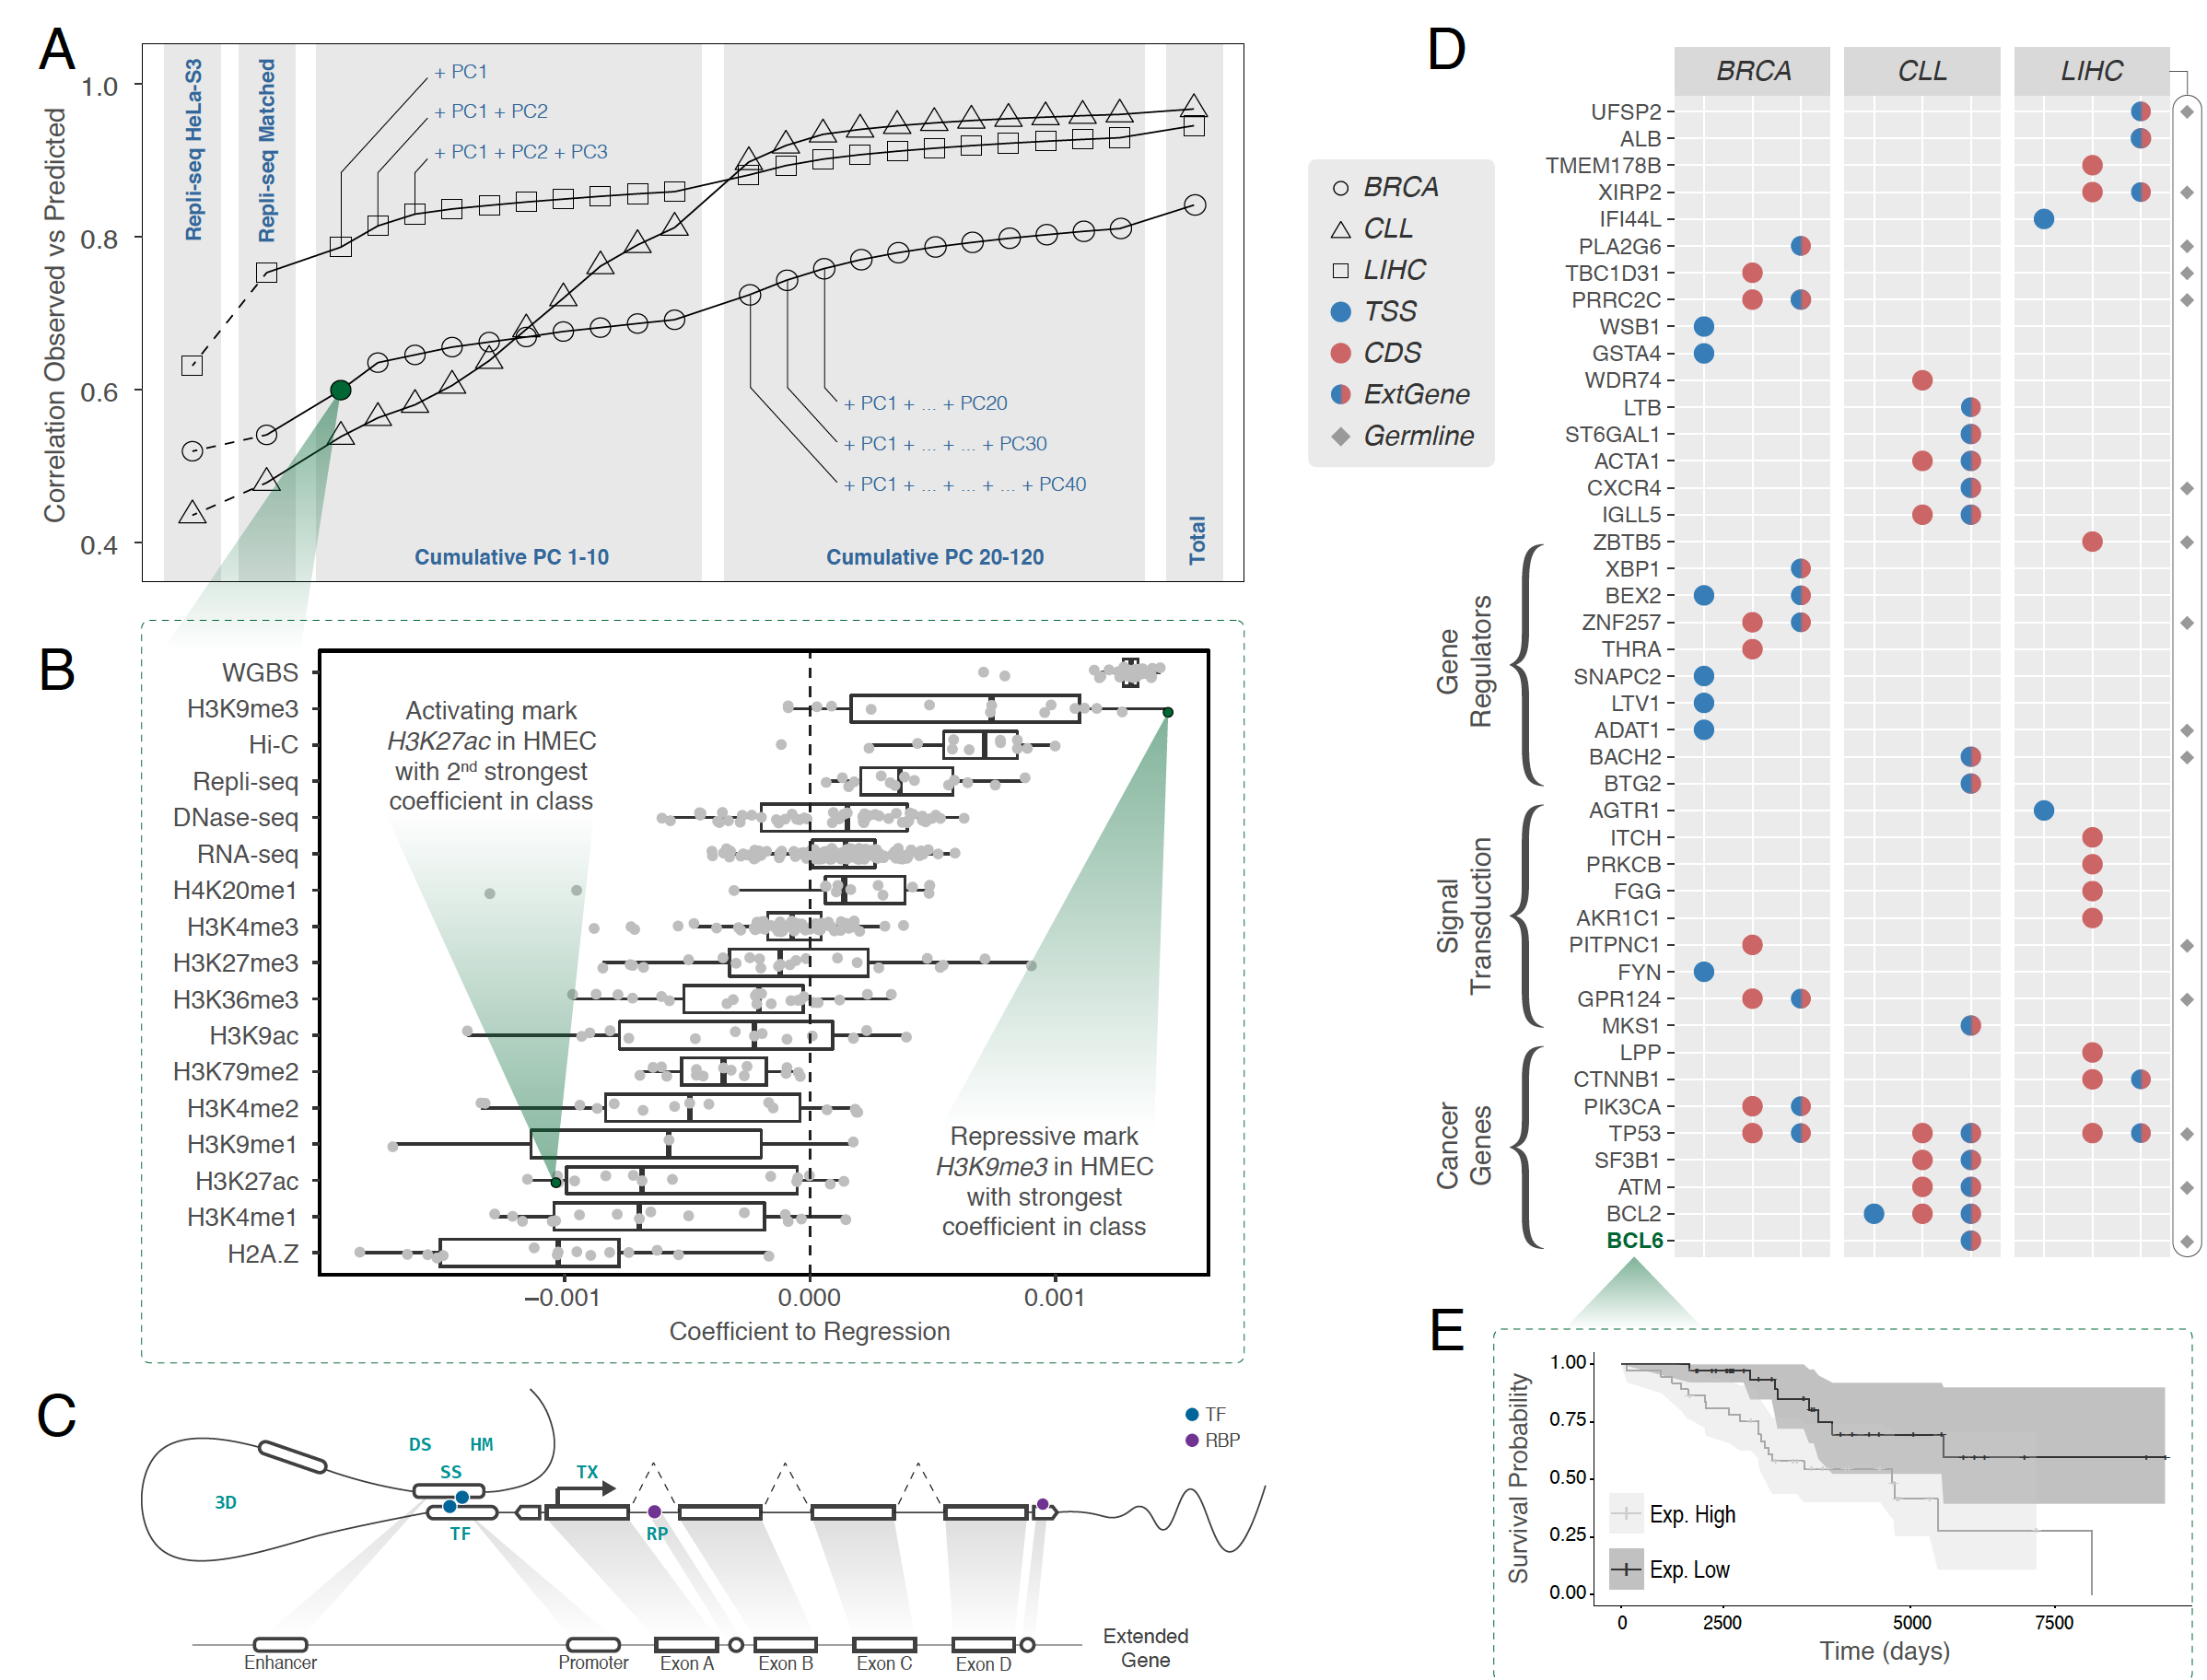 A
1.0
0.8
0.6
0.4
Correlation Observed vs Predicted
Repli-seq HeLa-S3
Repli-seq Matched
+ PC1
+ PC1 + PC2
+ PC1 + PC2 + PC3
+ PC1 + ... + PC20
+ PC1 + ... + ... + PC30
+ PC1 + ... + ... + ... + PC40
Cumulative PC 1-10
Cumulative PC 20-120
Total
BRCA
CLL
LIHC
TSS
CDS
ExtGene
Germline
B
WGBS
H3K9me3
Hi-C
Repli-seq
DNase-seq
RNA-seq
H4K20me1
H3K4me3
H3K27me3
H3K36me3
H3K9ac
H3K79me2
H3K4me2
H3K9me1
H3K27ac
H3K4me1
H2A.Z
Activating mark
H3K27ac in HMEC
with 2nd strongest
coefficient in class
Repressive mark
H3K9me3 in HMEC
with strongest
coefficient in class
−0.001
0.000
0.001
Coefficient to Regression
C
TF
RBP
DS
HM
SS
TX
3D
TF
RP
Enhancer
Promoter
Exon A
Exon B
Exon C
Exon D
Extended
Gene
D
BRCA
CLL
LIHC
UFSP2
ALB
TMEM178B
XIRP2
IFI44L
PLA2G6
TBC1D31
PRRC2C
WSB1
GSTA4
WDR74
LTB
ST6GAL1
ACTA1
CXCR4
IGLL5
ZBTB5
XBP1
BEX2
ZNF257
THRA
SNAPC2
LTV1
ADAT1
BACH2
BTG2
AGTR1
ITCH
PRKCB
FGG
AKR1C1
PITPNC1
FYN
GPR124
MKS1
LPP
CTNNB1
PIK3CA
TP53
SF3B1
ATM
BCL2
BCL6
Gene
Regulators
Signal
Transduction
Cancer
Genes
E
1.00
0.75
0.50
0.25
0.00
Survival Probability
Exp. High
Exp. Low
0
2500
5000
7500
Time (days)